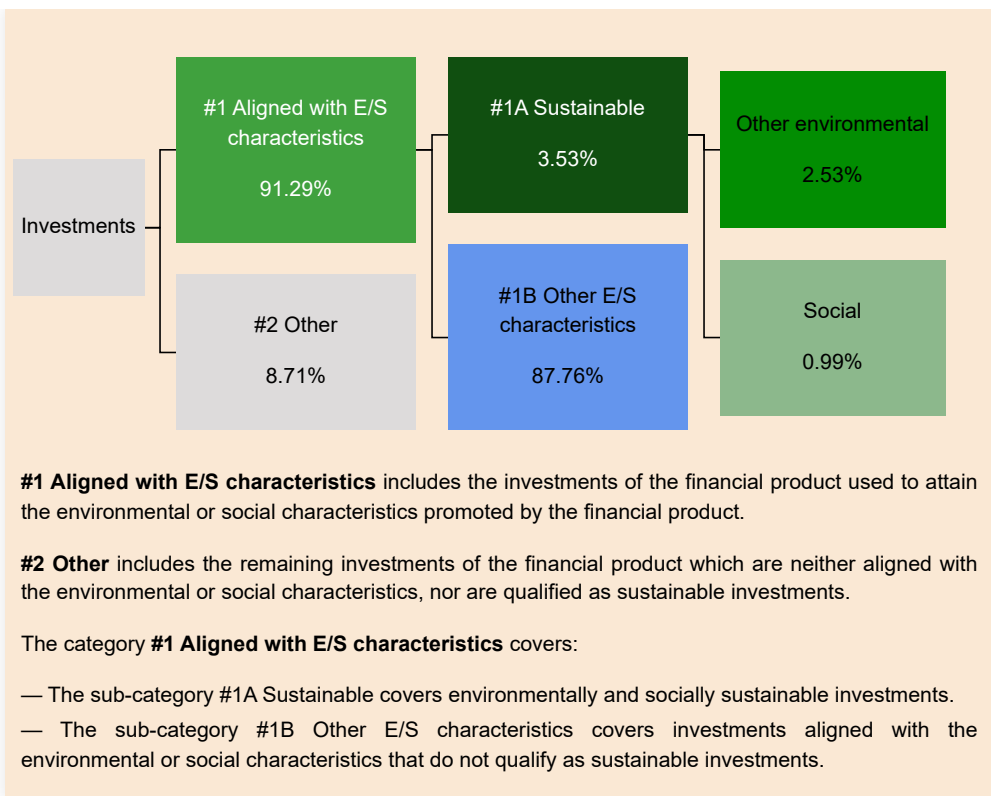 Investments
#1 Aligned with E/S
characteristics
91.29%
#2 Other
8.71%
#1A Sustainable
3.53%
#1B Other E/S
characteristics
87.76%
Other environmental
2.53%
Social
0.99%
#1 Aligned with E/S characteristics includes the investments of the financial product used to attain
the environmental or social characteristics promoted by the financial product.
#2 Other includes the remaining investments of the financial product which are neither aligned with
the environmental or social characteristics, nor are qualified as sustainable investments.
The category #1 Aligned with E/S characteristics covers:
— The sub-category #1A Sustainable covers environmentally and socially sustainable investments.
— The sub-category #1B Other E/S characteristics covers investments aligned with the
environmental or social characteristics that do not qualify as sustainable investments.